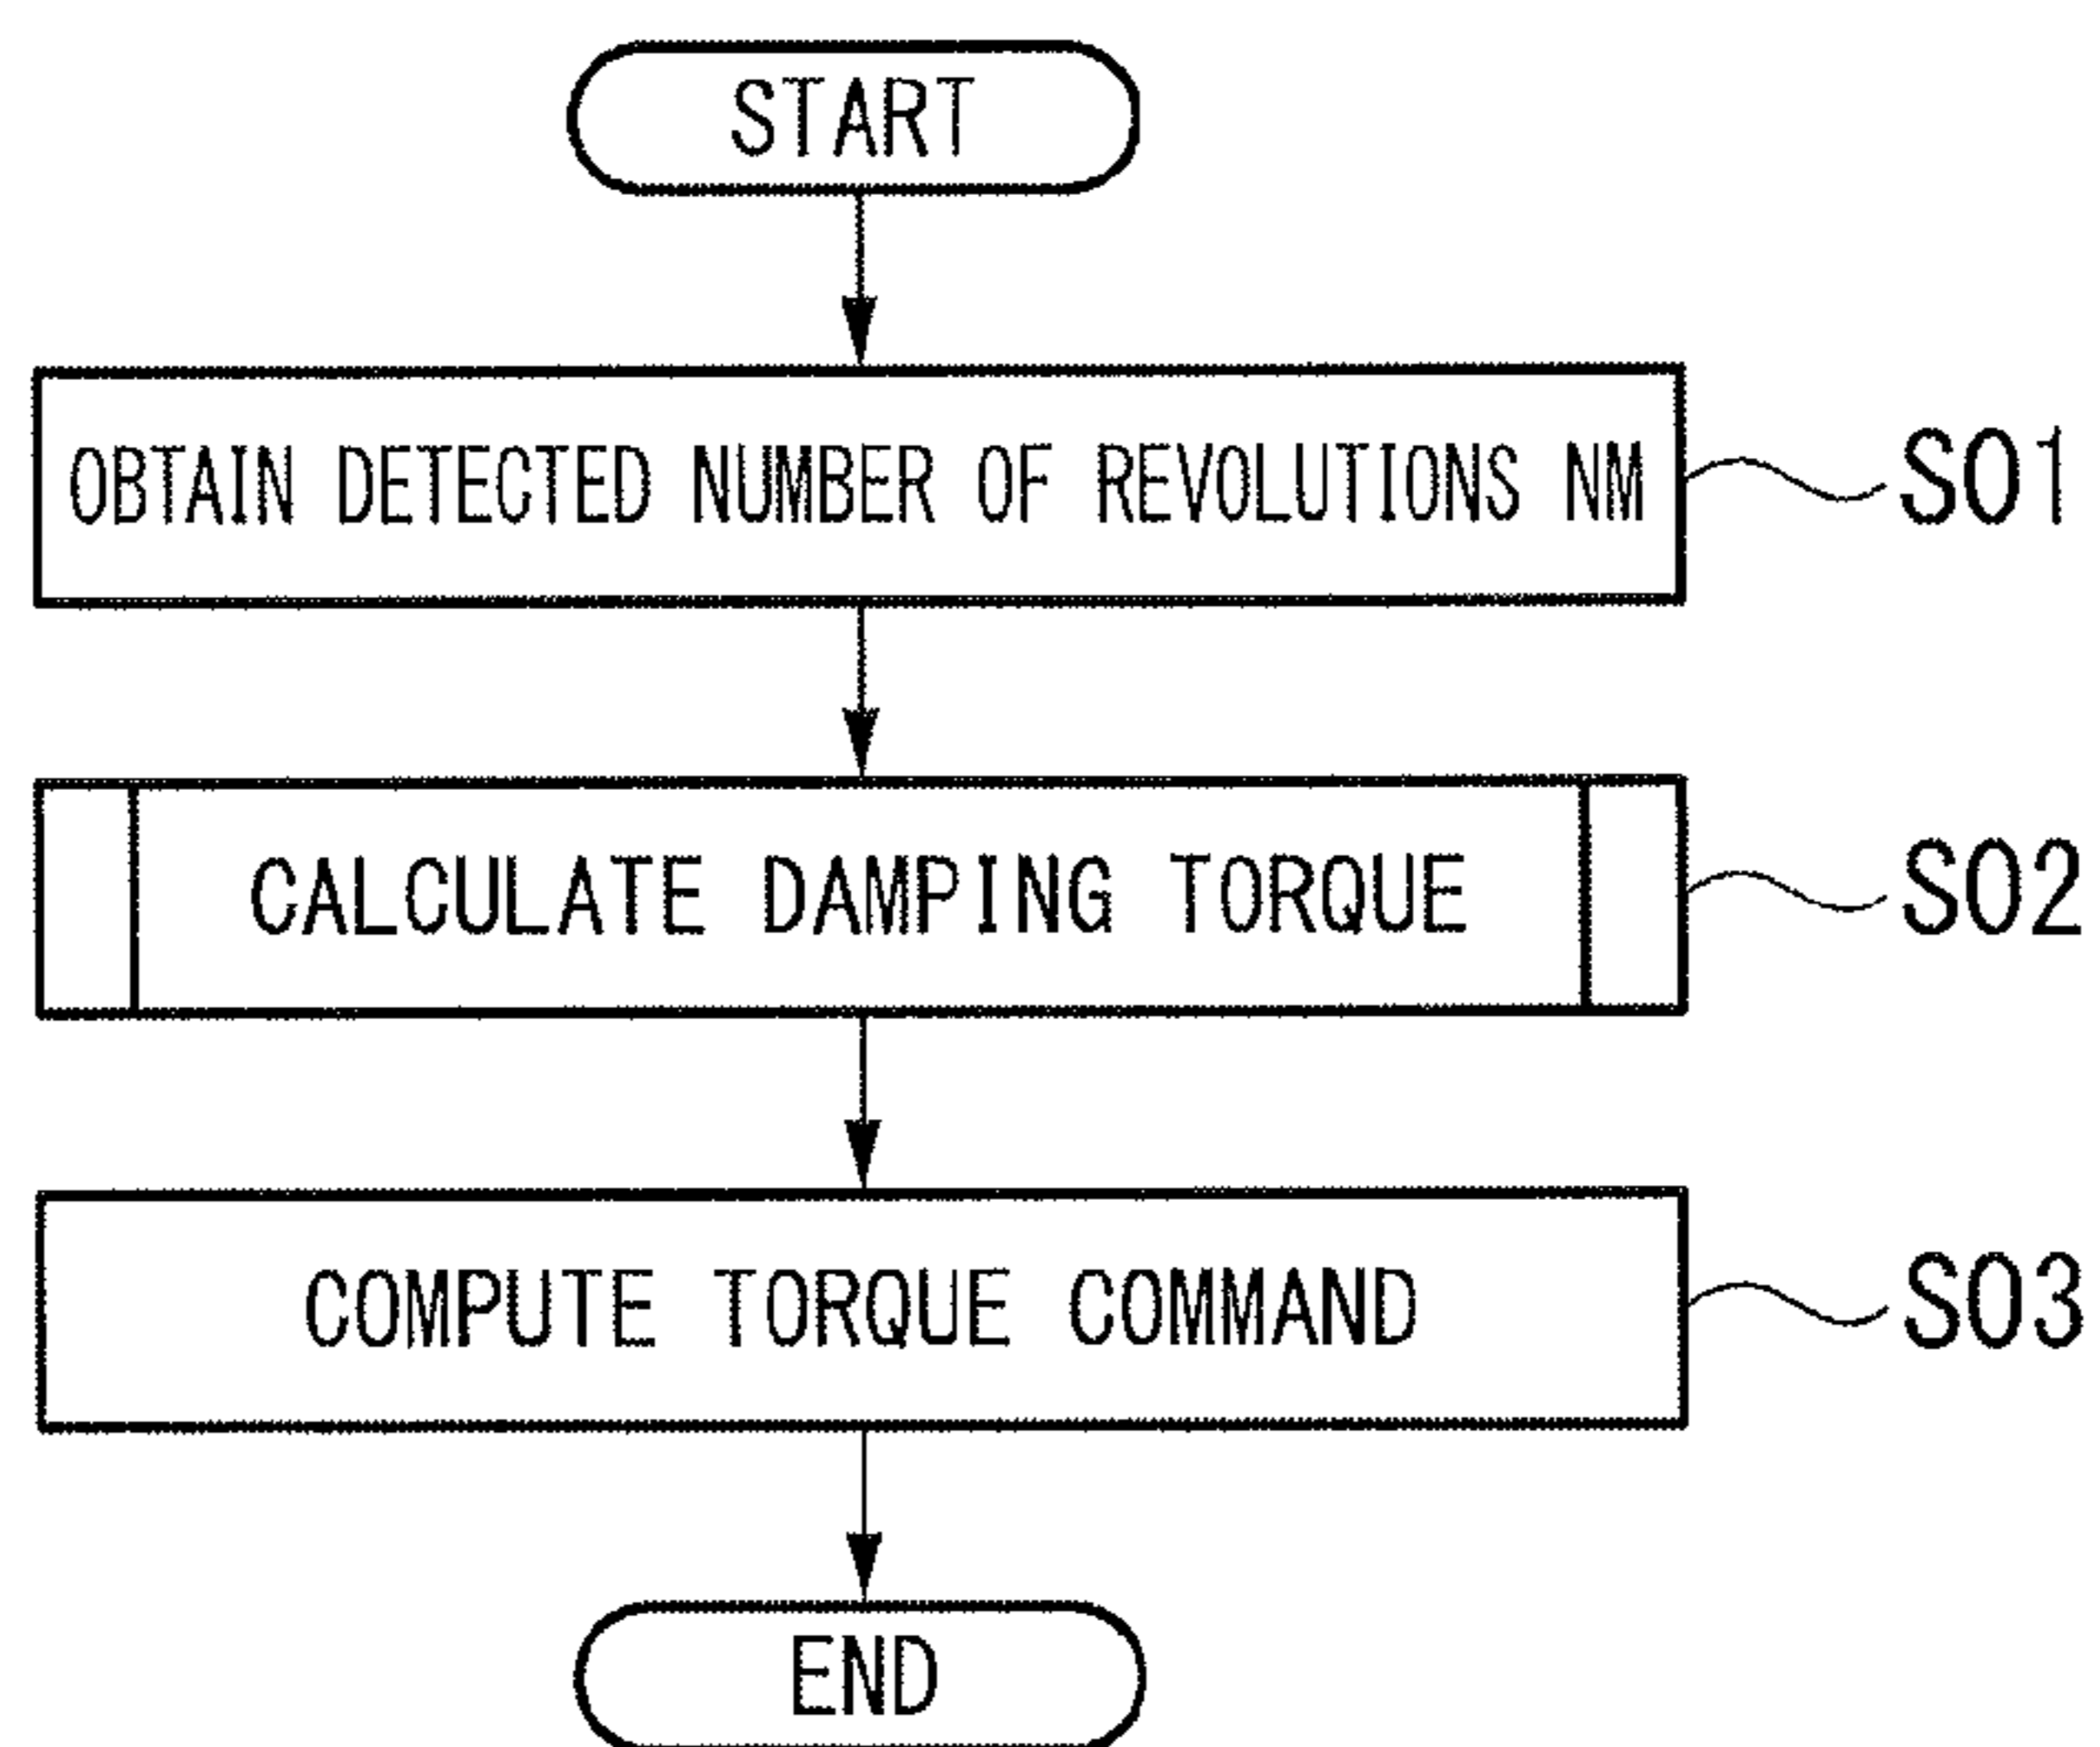 START
OBTAIN DETECTED NUMBER OF REVOLUTIONS NM
S01
CALCULATE DAMPING TORQUE
S02
COMPUTE TORQUE COMMAND
S03
END